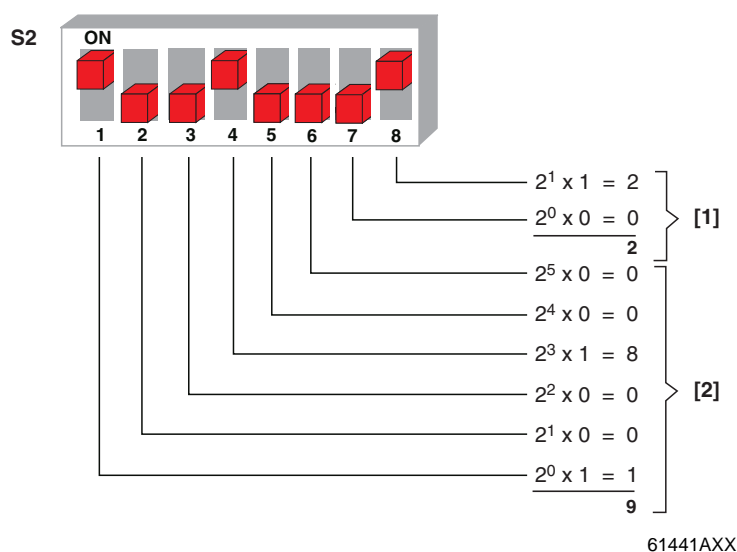 S2
ON
1 2 3 4 5 6 7 8
2¹ x 1 = 2
2⁰ x 0 = 0
[1]
2
2⁵ x 0 = 0
2⁴ x 0 = 0
2³ x 1 = 8
2² x 0 = 0
[2]
2¹ x 0 = 0
2⁰ x 1 = 1
9
61441AXX